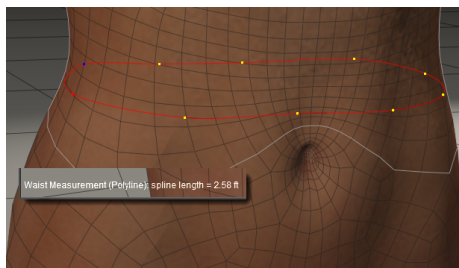 Waist Measurement (Polyline): spline length = 2.58 ft